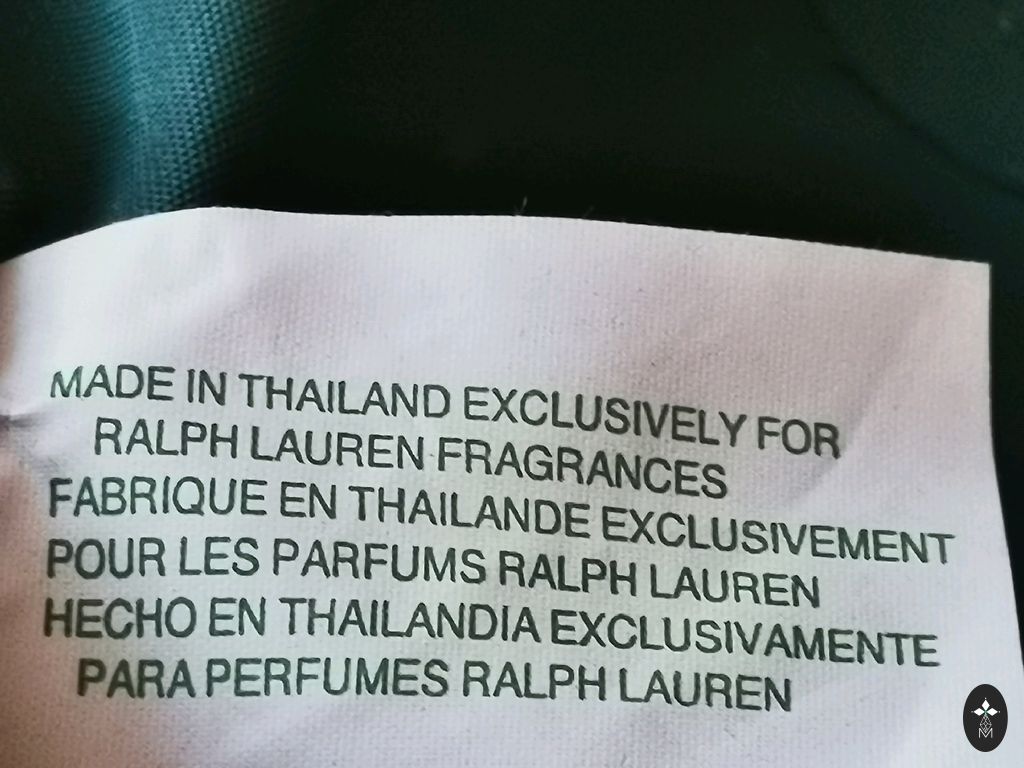 MADE IN THAILAND EXCLUSIVELY FOR
RALPH LAUREN FRAGRANCES
FABRIQUE EN THAILANDE EXCLUSIVEMENT
POUR LES PARFUMS RALPH LAUREN
HECHO EN THAILANDIA EXCLUSIVAMENTE
PARA PERFUMES RALPH LAUREN
M